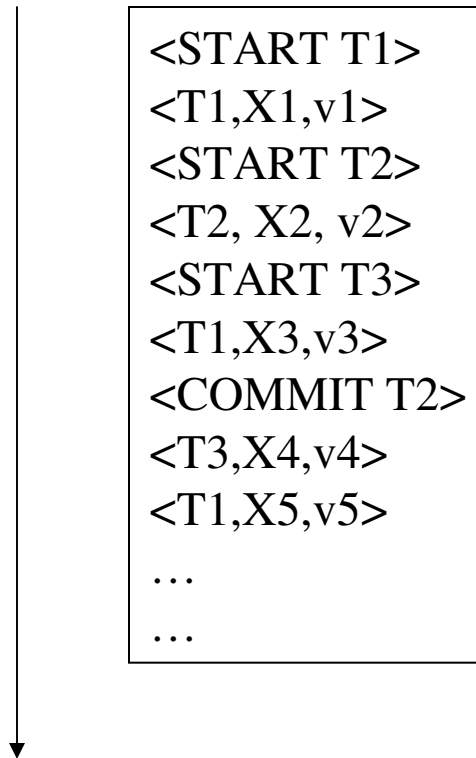 <START T1>
<T1,X1,v1>
<START T2>
<T2, X2, v2>
<START T3>
<T1,X3,v3>
<COMMIT T2>
<T3,X4,v4>
<T1,X5,v5>
…
…